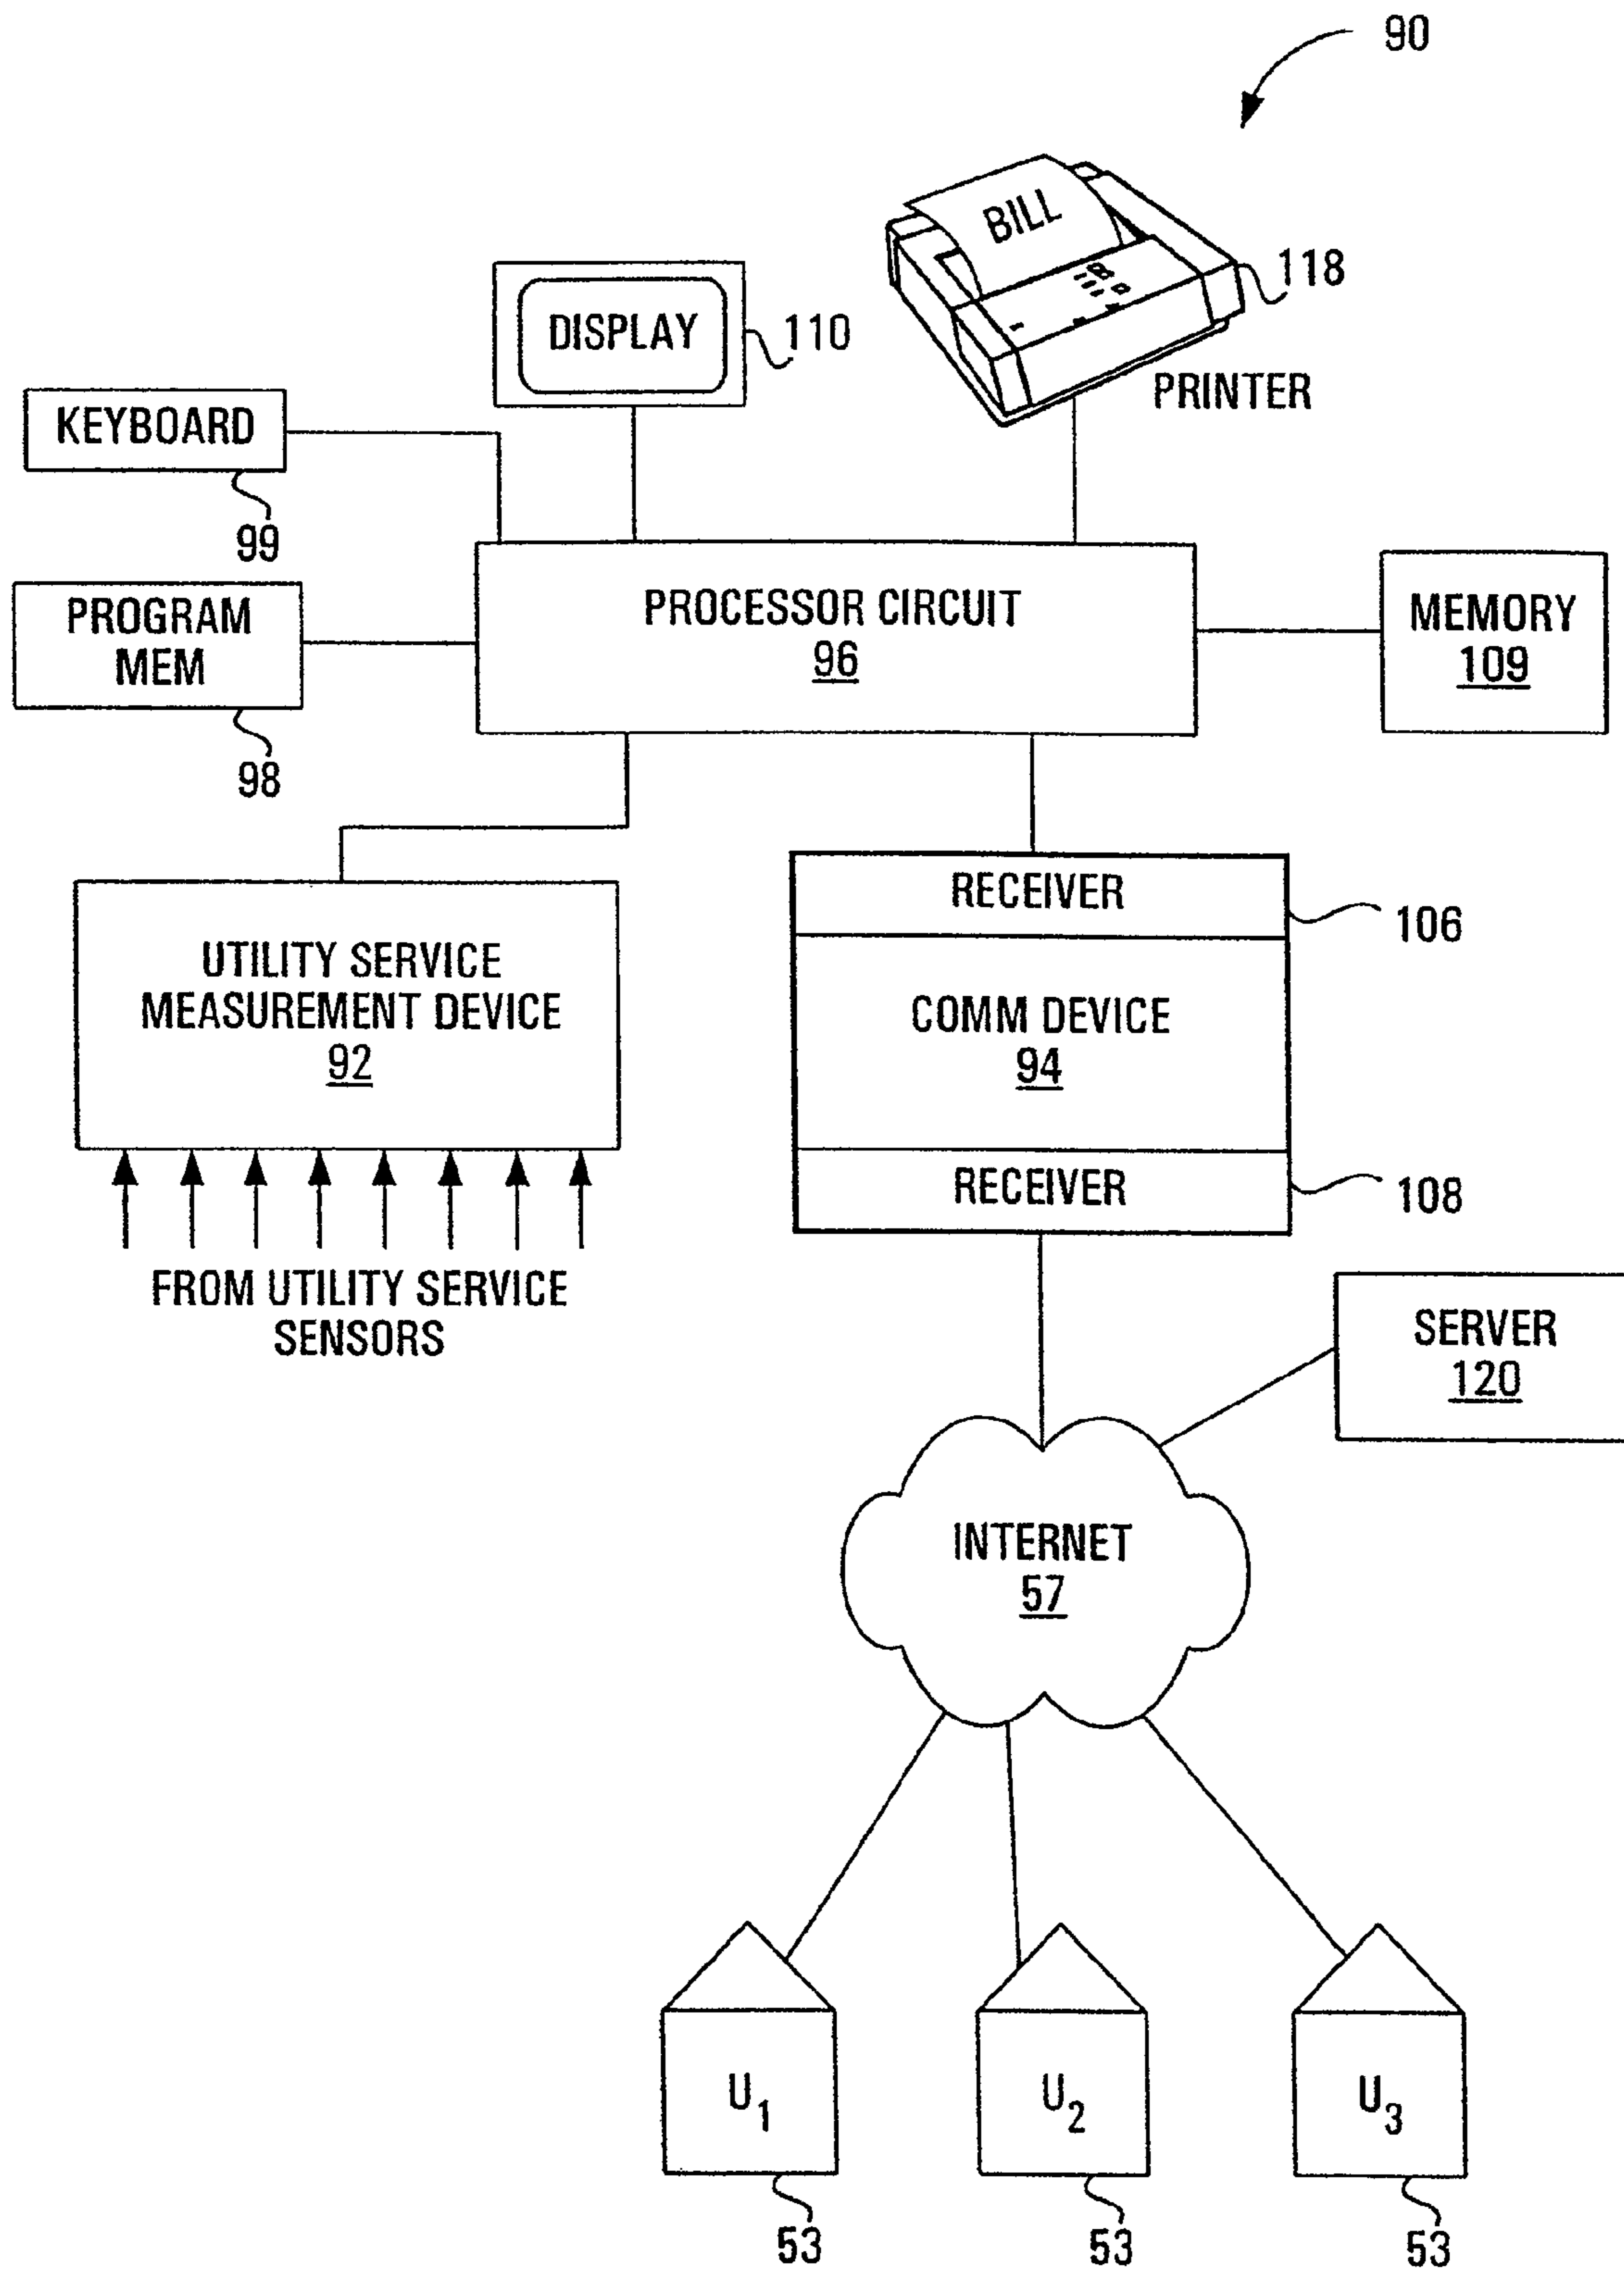 90
BILL
118
PRINTER
DISPLAY
110
KEYBOARD
99
PROGRAM
MEM
98
PROCESSOR CIRCUIT
96
MEMORY
109
UTILITY SERVICE
MEASUREMENT DEVICE
92
FROM UTILITY SERVICE
SENSORS
RECEIVER
106
COMM DEVICE
94
RECEIVER
108
SERVER
120
INTERNET
57
U1
U2
U3
53
53
53